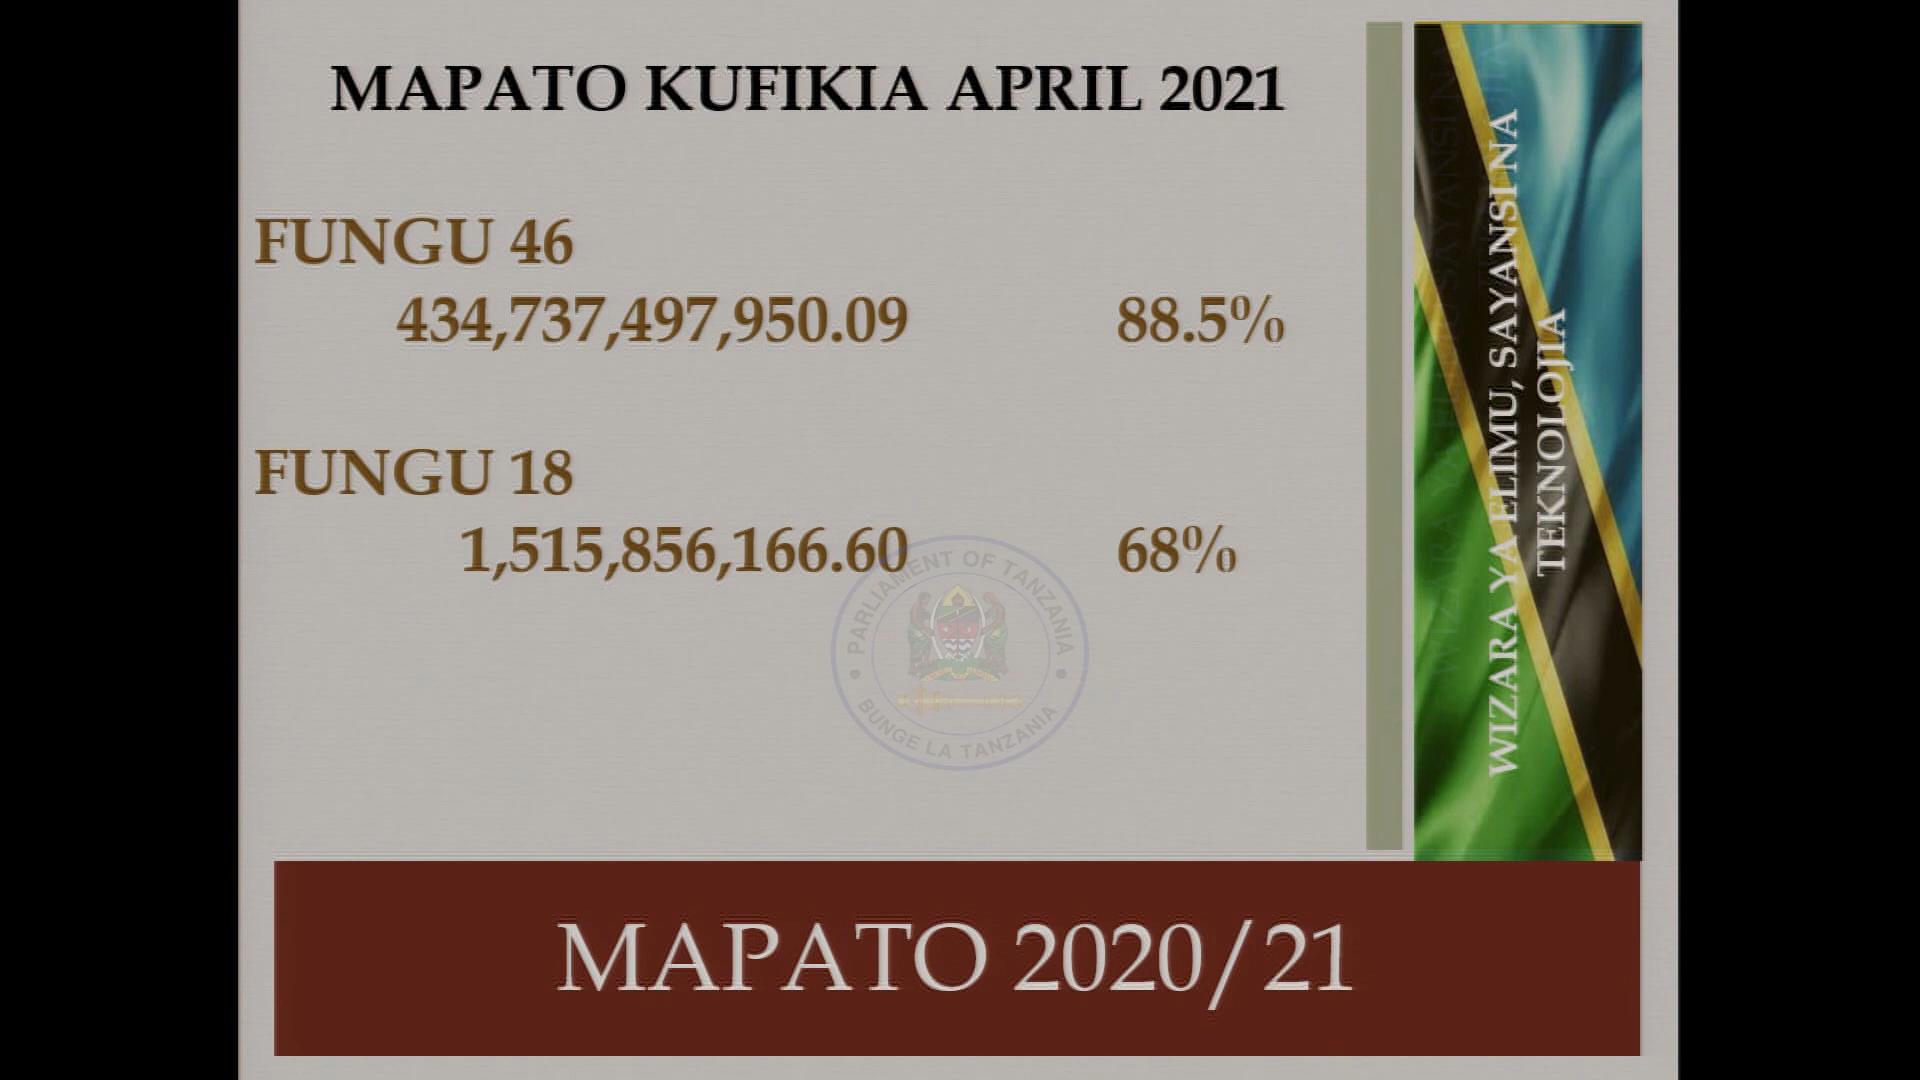 MAPATO KUFIKIA APRIL 2021
FUNGU 46
434,737,497,950.09 88.5%
FUNGU 18
1,515,856,166.60 68%
PARLIAMENT OF TANZANIA
BUNGE LA TANZANIA
WIZARA YA ELIMU, SAYANSI NA
TEKNOLOJIA
MAPATO 2020/21